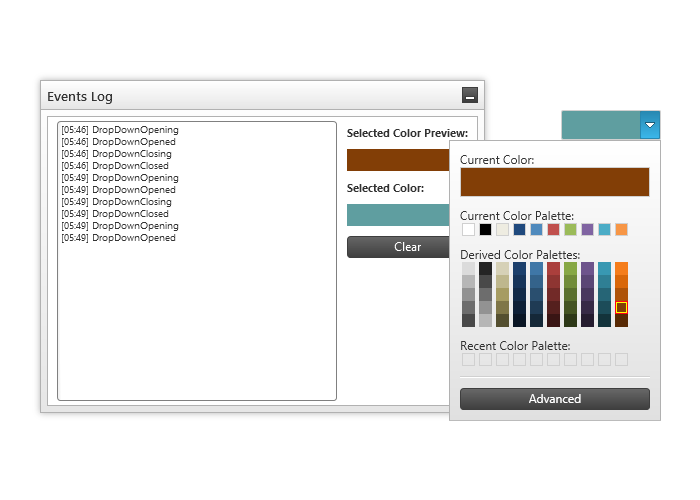 Events Log
[05:46] DropDownOpening
[05:46] DropDownOpened
[05:46] DropDownClosing
[05:46] DropDownClosed
[05:49] DropDownOpening
[05:49] DropDownOpened
[05:49] DropDownClosing
[05:49] DropDownClosed
[05:49] DropDownOpening
[05:49] DropDownOpened
Selected Color Preview:
Selected Color:
Clear
Current Color:
Current Color Palette:
Derived Color Palettes:
Recent Color Palette:
Advanced